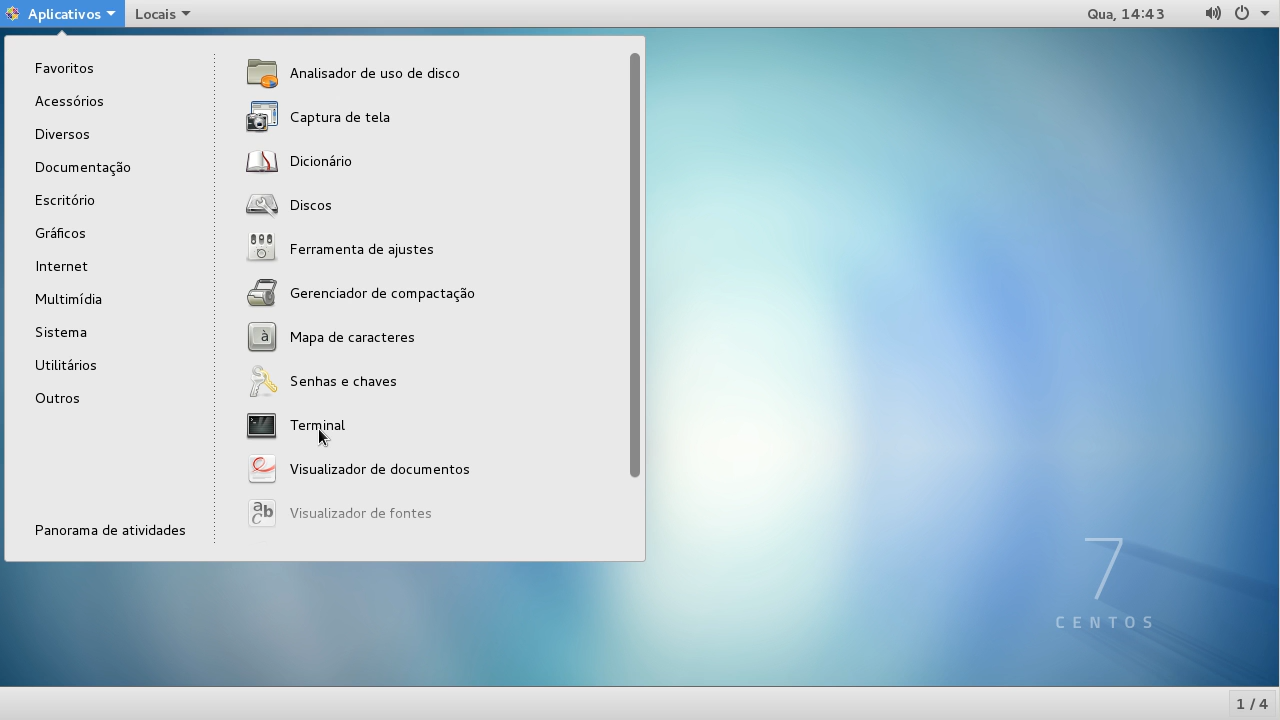 Aplicativos Locais Qua, 14:43
Favoritos
Acessórios
Diversos
Documentação
Escritório
Gráficos
Internet
Multimídia
Sistema
Utilitários
Outros
Panorama de atividades
Analisador de uso de disco
Captura de tela
Dicionário
Discos
Ferramenta de ajustes
Gerenciador de compactação
Mapa de caracteres
Senhas e chaves
Terminal
Visualizador de documentos
Visualizador de fontes
7
CENTOS
1 / 4